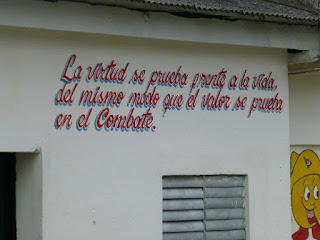 La virtud se prueba frente a la vida,
del mismo modo que el valor se prueba
en el Combate.